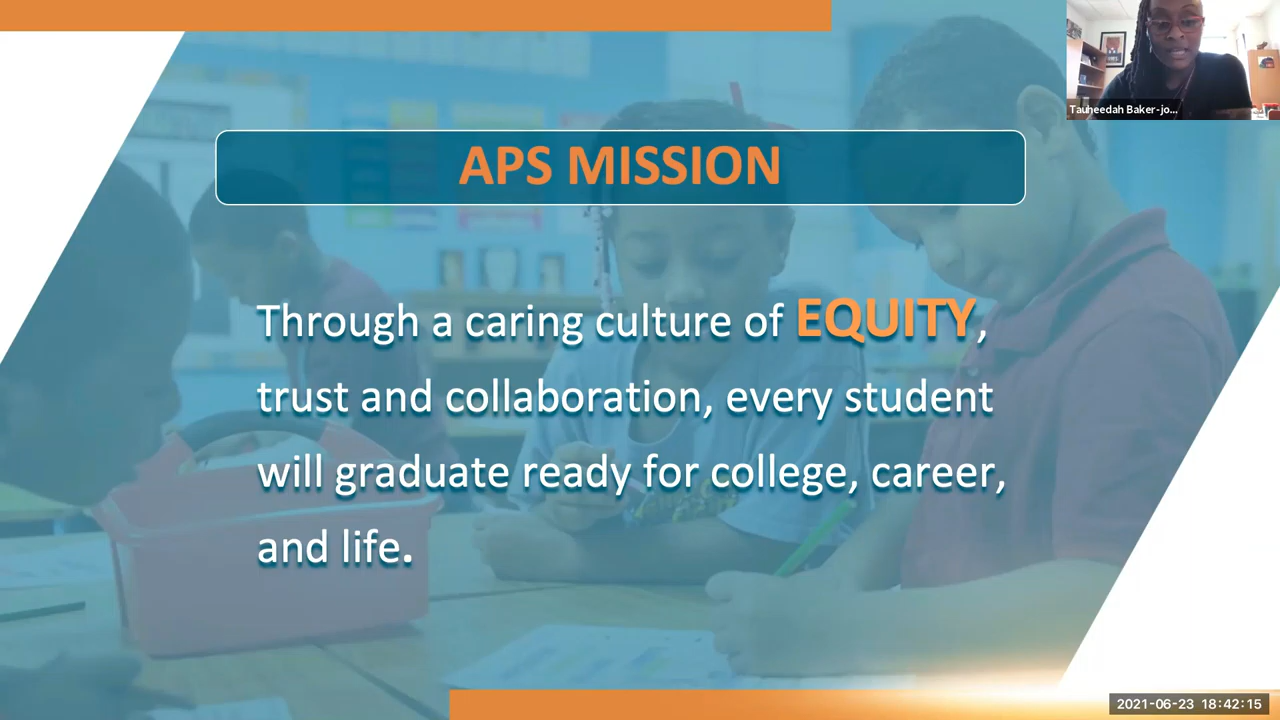 Tauheedah Baker-jo...
APS MISSION
Through a caring culture of EQUITY,
trust and collaboration, every student
will graduate ready for college, career,
and life.
2021-06-23 18:42:15